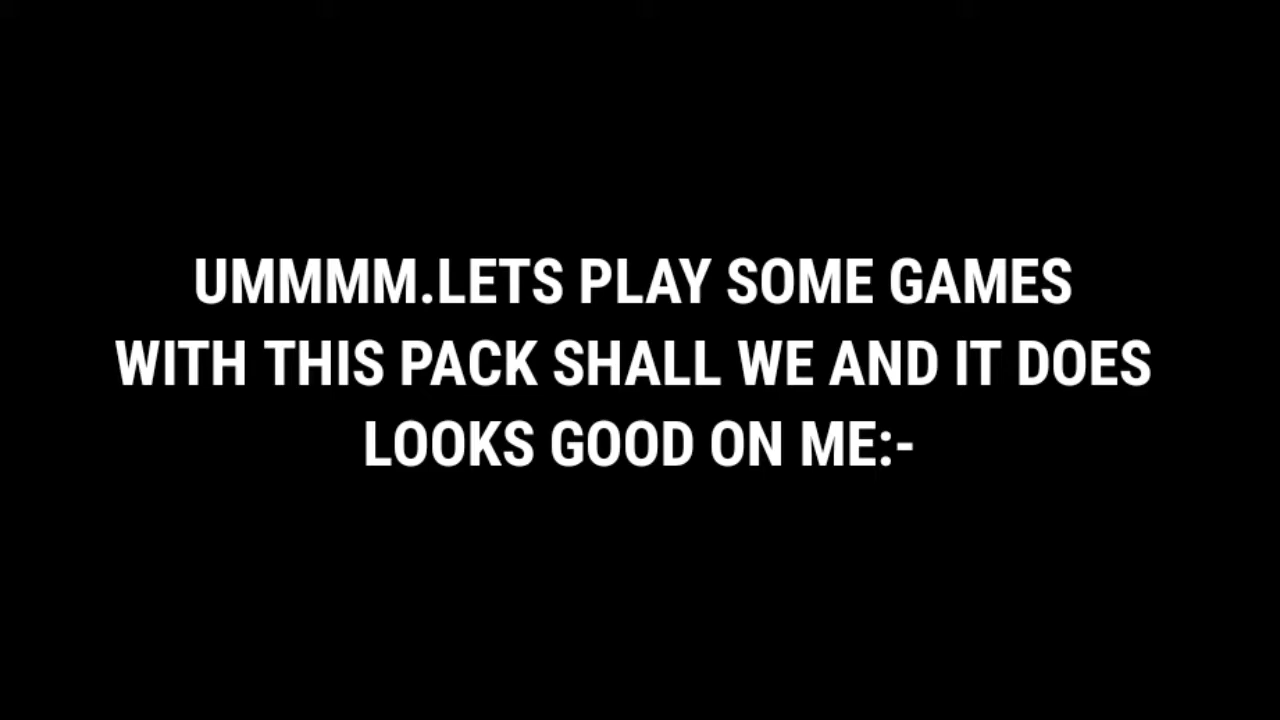 UMMMM.LETS PLAY SOME GAMES
WITH THIS PACK SHALL WE AND IT DOES
LOOKS GOOD ON ME:-